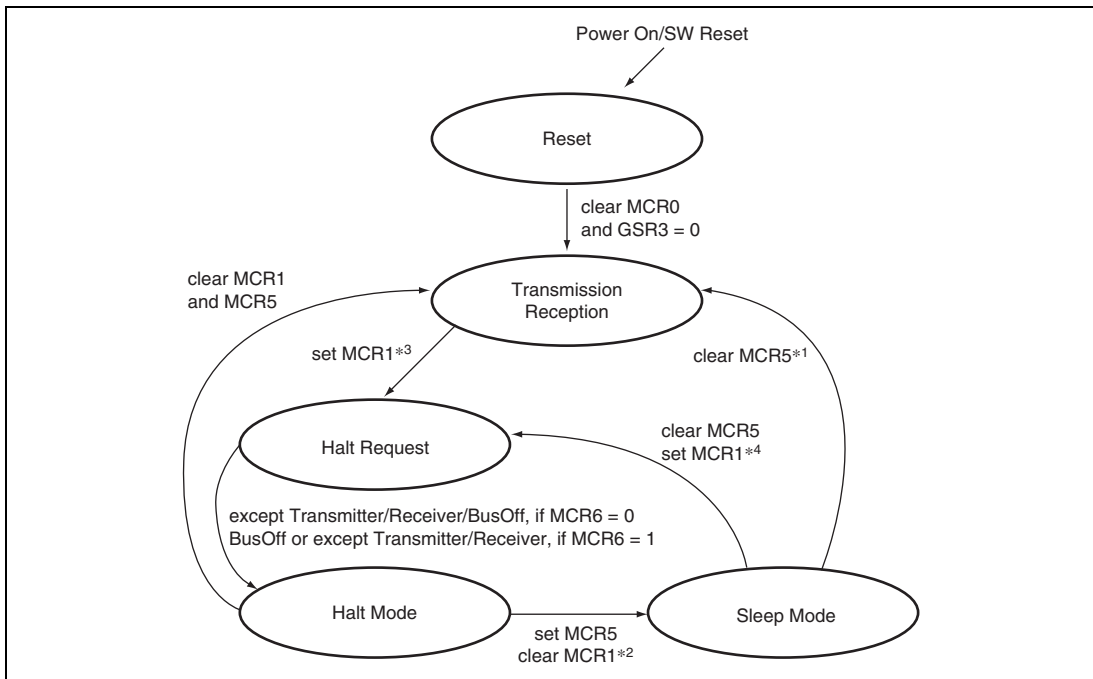 Power On/SW Reset
Reset
clear MCR0
and GSR3 = 0
clear MCR1
and MCR5
Transmission
Reception
set MCR1*3
clear MCR5*1
Halt Request
clear MCR5
set MCR1*4
except Transmitter/Receiver/BusOff, if MCR6 = 0
BusOff or except Transmitter/Receiver, if MCR6 = 1
Halt Mode
Sleep Mode
set MCR5
clear MCR1*2